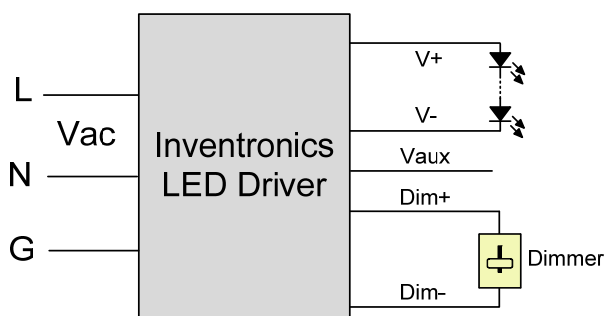 L
Vac
N
G
Inventronics
LED Driver
V+
V-
Vaux
Dim+
Dimmer
Dim-